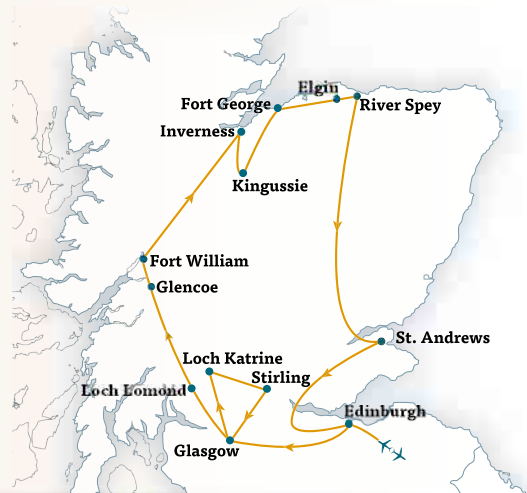 Elgin
Fort George
River Spey
Inverness
Kingussie
Fort William
Glencoe
St. Andrews
Loch Katrine
Stirling
Loch Lomond
Edinburgh
Glasgow